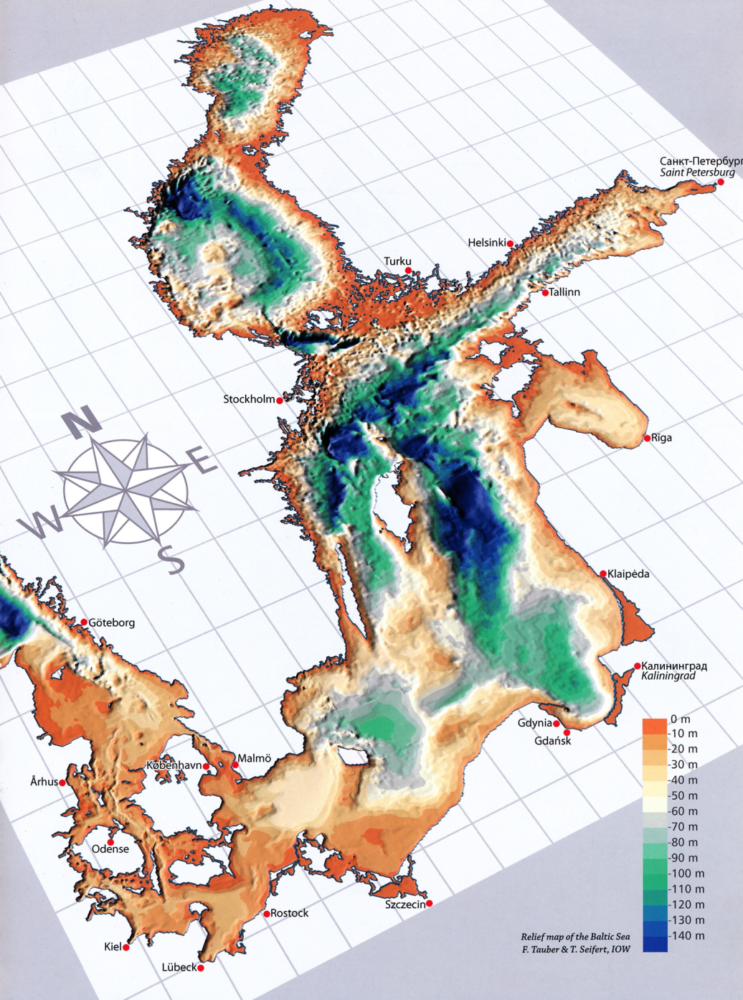 Санкт-Петербург
Saint Petersburg
Helsinki
Turku
Tallinn
Stockholm
Rīga
N
E
W
S
Klaipėda
Göteborg
Калининград
Kaliningrad
Gdynia
Gdańsk
København
Malmö
Århus
Odense
Szczecin
Rostock
Kiel
Lübeck
0 m
-10 m
-20 m
-30 m
-40 m
-50 m
-60 m
-70 m
-80 m
-90 m
-100 m
-110 m
-120 m
-130 m
-140 m
Relief map of the Baltic Sea
F. Tauber & T. Seifert, IOW